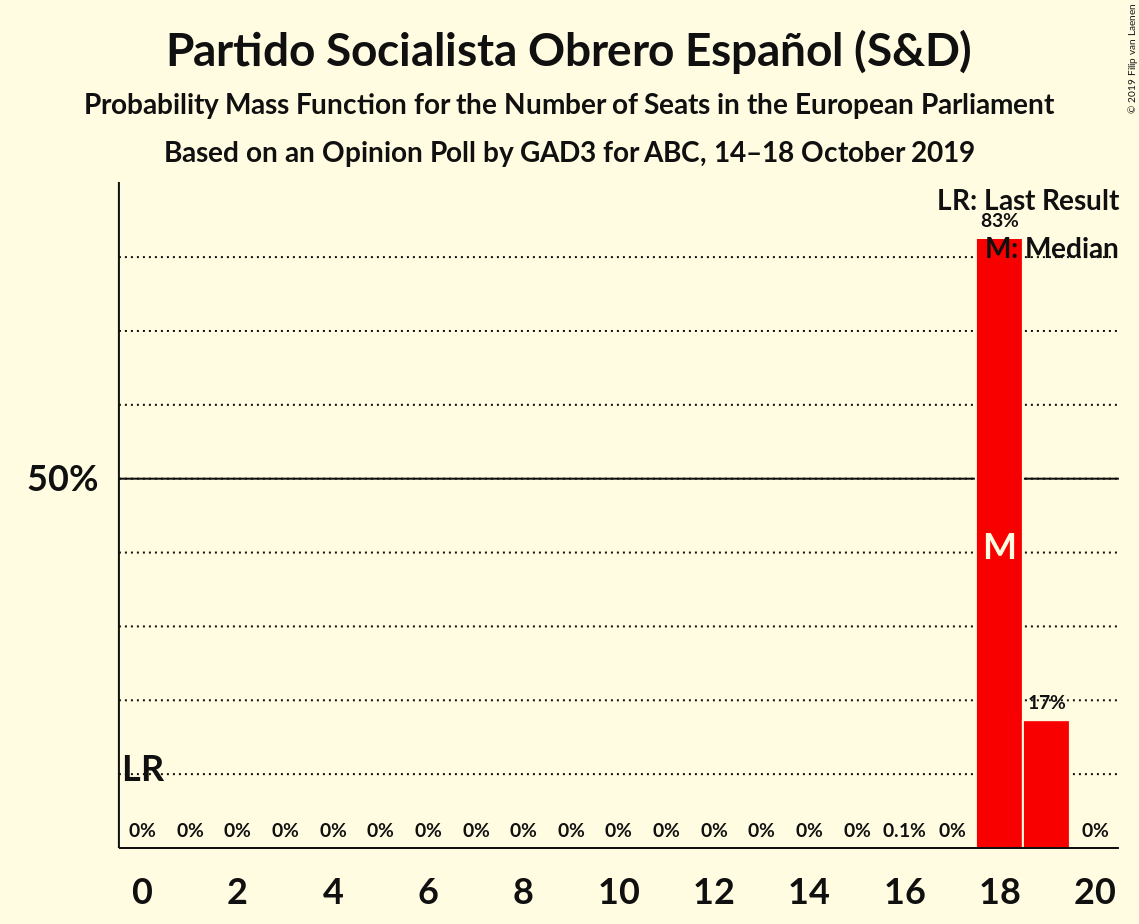 Partido Socialista Obrero Español (S&D)
Probability Mass Function for the Number of Seats in the European Parliament
Based on an Opinion Poll by GAD3 for ABC, 14–18 October 2019
© 2019 Filip van Laenen
LR: Last Result
83%
M: Median
50%
M
17%
LR
0% 0% 0% 0% 0% 0% 0% 0% 0% 0% 0% 0% 0% 0% 0% 0% 0.1% 0% 0%
0 2 4 6 8 10 12 14 16 18 20